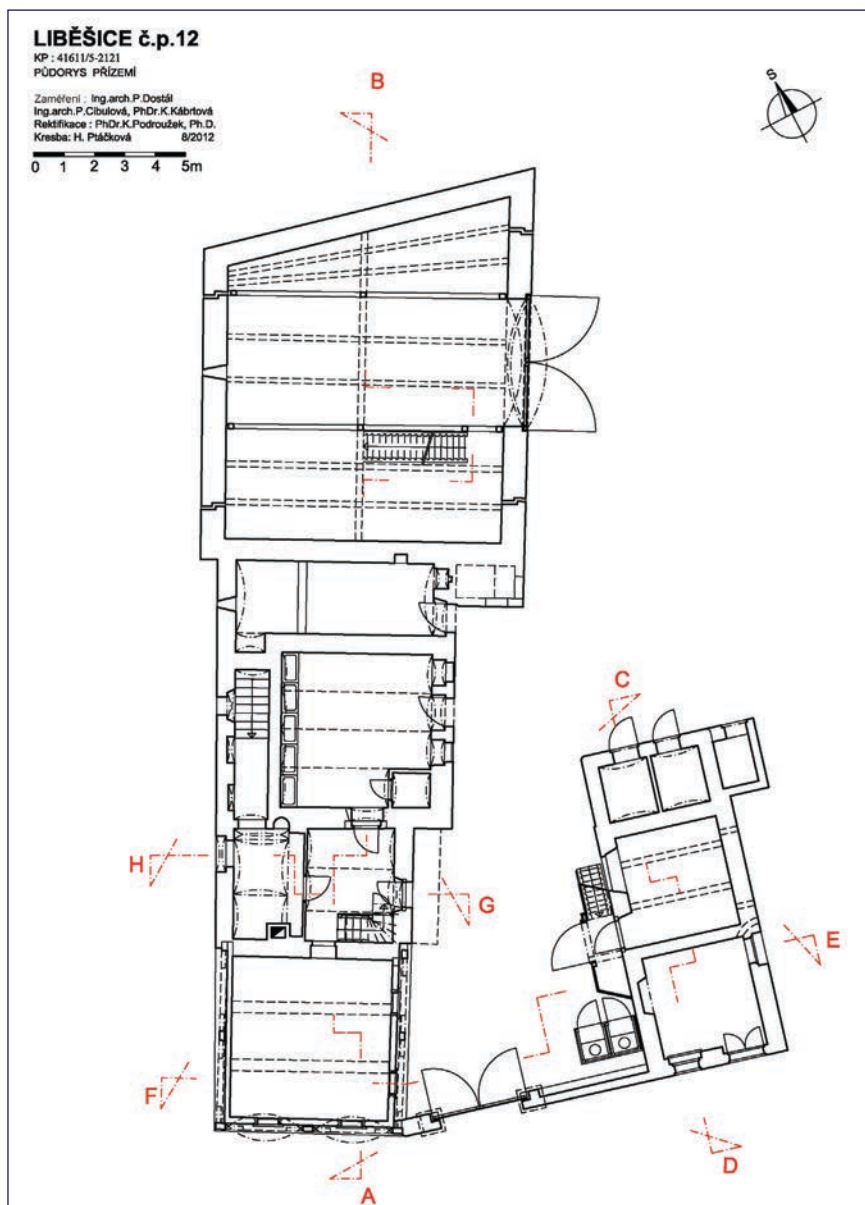 LIBĚŠICE č.p.12
KP : 41611/5-2121
PŮDORYS PŘÍZEMÍ
Zaměření : Ing.arch.P.Dostál
Ing.arch.P.Cibulová, PhDr.K.Kábrtová
Rektifikace : PhDr.K.Podroužek, Ph.D.
Kresba: H. Ptáčková 8/2012
0 1 2 3 4 5m
S
B
C
H
G
E
F
D
A